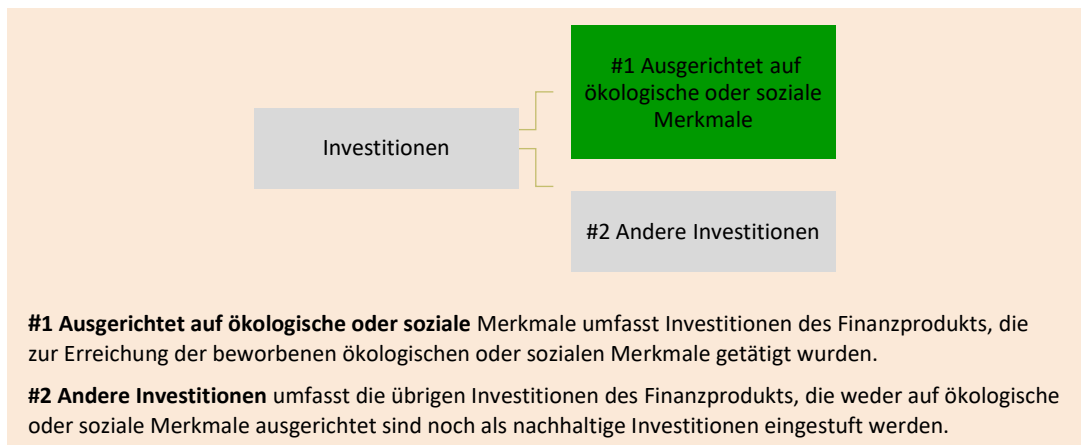 #1 Ausgerichtet auf
ökologische oder soziale
Merkmale
Investitionen
#2 Andere Investitionen
#1 Ausgerichtet auf ökologische oder soziale Merkmale umfasst Investitionen des Finanzprodukts, die
zur Erreichung der beworbenen ökologischen oder sozialen Merkmale getätigt wurden.
#2 Andere Investitionen umfasst die übrigen Investitionen des Finanzprodukts, die weder auf ökologische
oder soziale Merkmale ausgerichtet sind noch als nachhaltige Investitionen eingestuft werden.